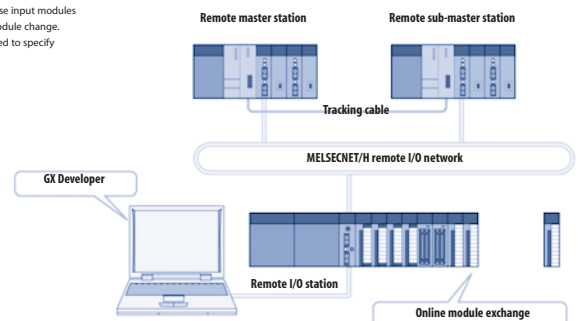 se input modules
odule change.
ed to specify
Remote master station
Remote sub-master station
Tracking cable
MELSECNET/H remote I/O network
GX Developer
Remote I/O station
Online module exchange